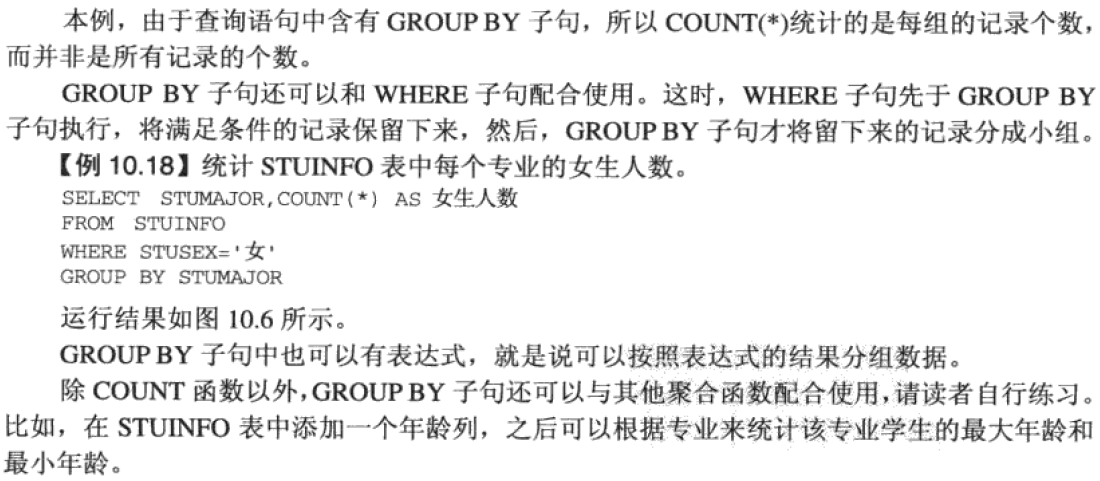 本例，由于查询语句中含有 GROUP BY 子句，所以 COUNT(*)统计的是每组的记录个数，
而并非是所有记录的个数。
GROUP BY 子句还可以和 WHERE 子句配合使用。这时，WHERE 子句先于 GROUP BY
子句执行，将满足条件的记录保留下来，然后，GROUP BY 子句才将留下来的记录分成小组。
【例 10.18】统计 STUINFO 表中每个专业的女生人数。
SELECT STUMAJOR,COUNT(*) AS 女生人数
FROM STUINFO
WHERE STUSEX='女'
GROUP BY STUMAJOR
运行结果如图 10.6 所示。
GROUP BY 子句中也可以有表达式，就是说可以按照表达式的结果分组数据。
除 COUNT 函数以外,GROUP BY 子句还可以与其他聚合函数配合使用,请读者自行练习。
比如，在 STUINFO 表中添加一个年龄列，之后可以根据专业来统计该专业学生的最大年龄和
最小年龄。